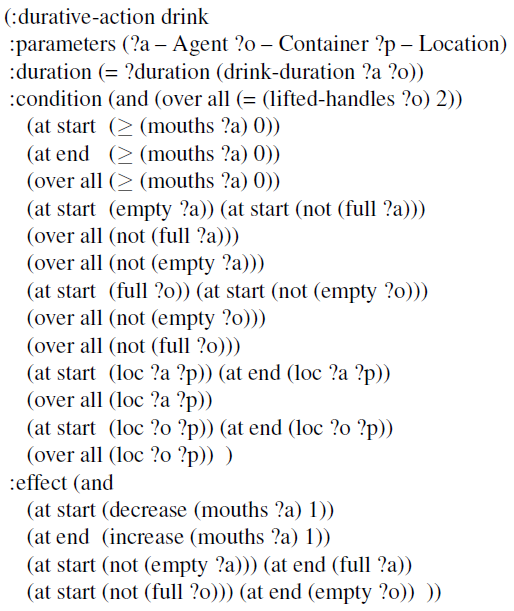 (:durative-action drink
:parameters (?a – Agent ?o – Container ?p – Location)
:duration (= ?duration (drink-duration ?a ?o))
:condition (and (over all (= (lifted-handles ?o) 2))
(at start (≥ (mouths ?a) 0))
(at end (≥ (mouths ?a) 0))
(over all (≥ (mouths ?a) 0))
(at start (empty ?a)) (at start (not (full ?a)))
(over all (not (full ?a)))
(over all (not (empty ?a)))
(at start (full ?o)) (at start (not (empty ?o)))
(over all (not (empty ?o)))
(over all (not (full ?o)))
(at start (loc ?a ?p)) (at end (loc ?a ?p))
(over all (loc ?a ?p))
(at start (loc ?o ?p)) (at end (loc ?o ?p))
(over all (loc ?o ?p)) )
:effect (and
(at start (decrease (mouths ?a) 1))
(at end (increase (mouths ?a) 1))
(at start (not (empty ?a))) (at end (full ?a))
(at start (not (full ?o))) (at end (empty ?o)) ))